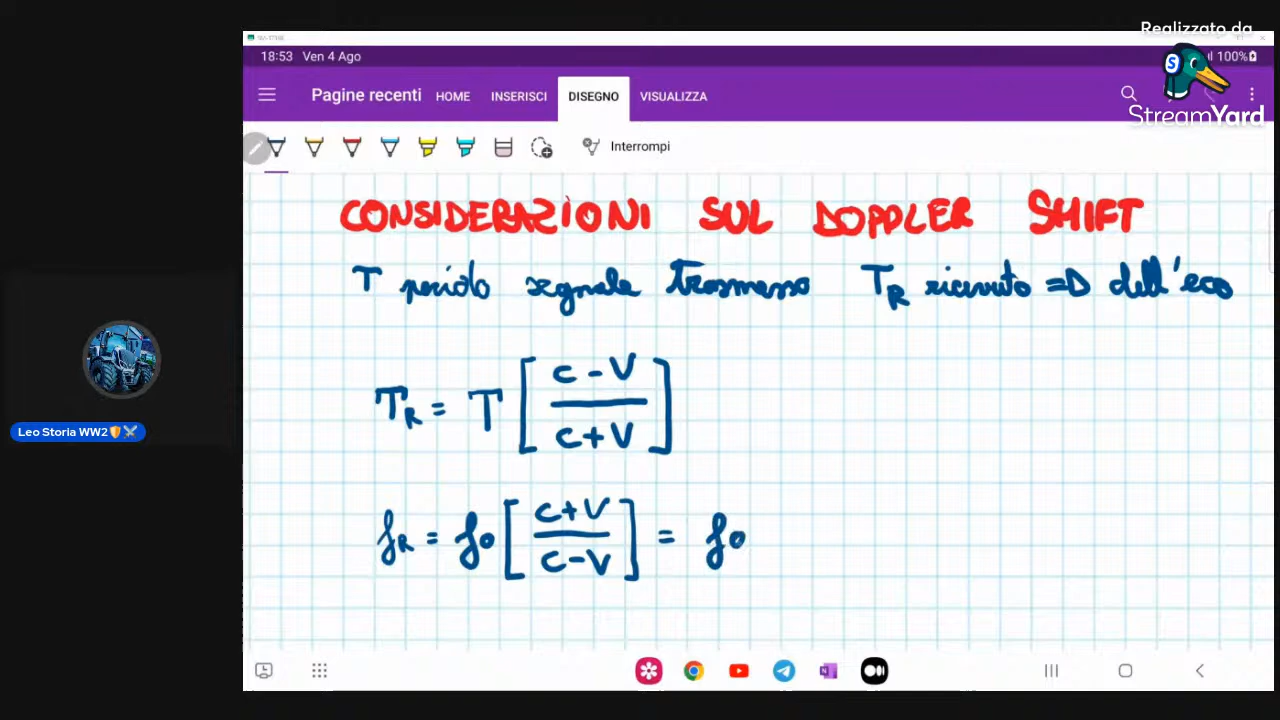 Realizzato da
StreamYard
18:53 Ven 4 Ago
100%
Pagine recenti HOME INSERISCI DISEGNO VISUALIZZA
Interrompi
CONSIDERAZIONI SUL DOPPLER SHIFT
T periodo segnale trasmesso T_R ricevuto => dell'eco
T_R = T [ (c - V) / (c + V) ]
Leo Storia WW2🛡️⚔️
f_R = f0 [ (c + V) / (c - V) ] = f0